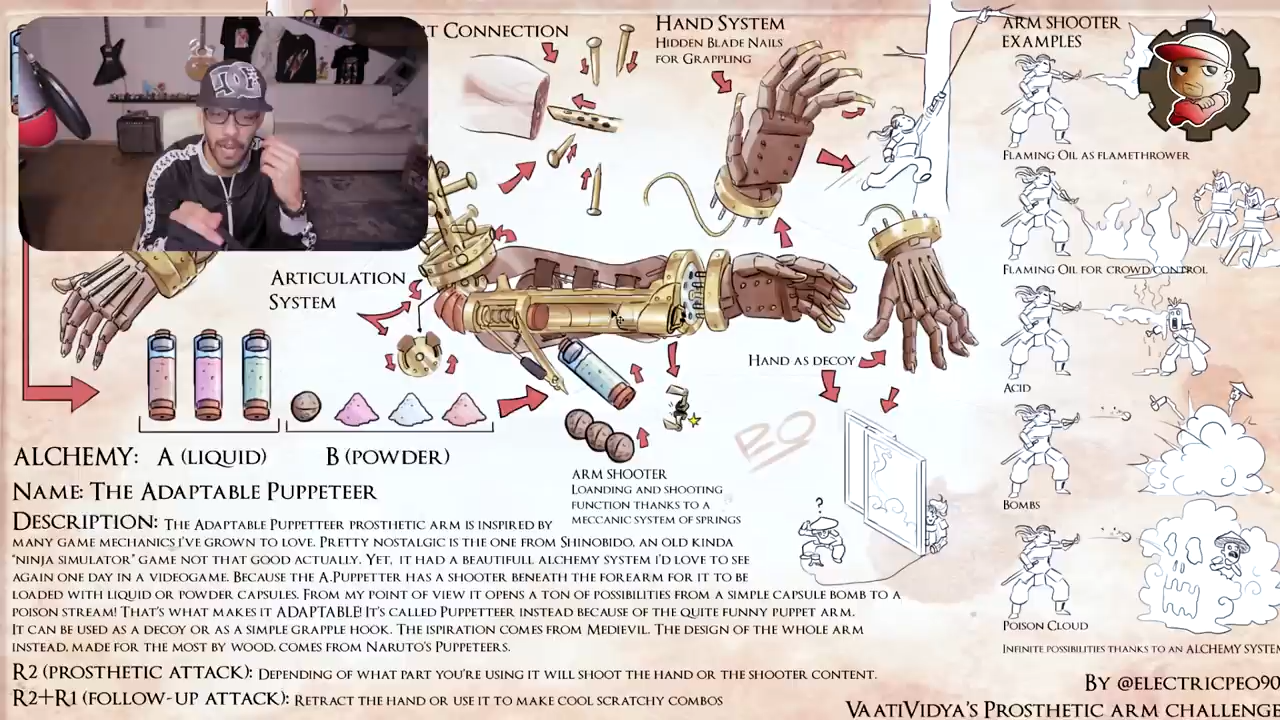 RT CONNECTION
HAND SYSTEM
HIDDEN BLADE NAILS
FOR GRAPPLING
ARM SHOOTER
EXAMPLES
FLAMING OIL AS FLAMETHROWER
FLAMING OIL FOR CROWD CONTROL
ARTICULATION
SYSTEM
HAND AS DECOY
ACID
ALCHEMY: A (LIQUID) B (POWDER)
ARM SHOOTER
LOANDING AND SHOOTING
FUNCTION THANKS TO A
MECCANIC SYSTEM OF SPRINGS
?
BOMBS
NAME: THE ADAPTABLE PUPPETEER
DESCRIPTION: THE ADAPTABLE PUPPETTEER PROSTHETIC ARM IS INSPIRED BY
MANY GAME MECHANICS I'VE GROWN TO LOVE. PRETTY NOSTALGIC IS THE ONE FROM SHINOBIDO, AN OLD KINDA
"NINJA SIMULATOR" GAME NOT THAT GOOD ACTUALLY. YET, IT HAD A BEAUTIFULL ALCHEMY SYSTEM I'D LOVE TO SEE
AGAIN ONE DAY IN A VIDEOGAME. BECAUSE THE A.PUPPETTER HAS A SHOOTER BENEATH THE FOREARM FOR IT TO BE
LOADED WITH LIQUID OR POWDER CAPSULES. FROM MY POINT OF VIEW IT OPENS A TON OF POSSIBILITIES FROM A SIMPLE CAPSULE BOMB TO A
POISON STREAM! THAT'S WHAT MAKES IT ADAPTABLE! IT'S CALLED PUPPETTEER INSTEAD BECAUSE OF THE QUITE FUNNY PUPPET ARM.
IT CAN BE USED AS A DECOY OR AS A SIMPLE GRAPPLE HOOK. THE ISPIRATION COMES FROM MEDIEVIL. THE DESIGN OF THE WHOLE ARM
INSTEAD, MADE FOR THE MOST BY WOOD, COMES FROM NARUTO'S PUPPETEERS.
POISON CLOUD
INFINITE POSSIBILITIES THANKS TO AN ALCHEMY SYSTEM
R2 (PROSTHETIC ATTACK): DEPENDING OF WHAT PART YOU'RE USING IT WILL SHOOT THE HAND OR THE SHOOTER CONTENT.
R2+R1 (FOLLOW-UP ATTACK): RETRACT THE HAND OR USE IT TO MAKE COOL SCRATCHY COMBOS
BY @ELECTRICPEO90
VAATIVIDYA'S PROSTHETIC ARM CHALLENGE